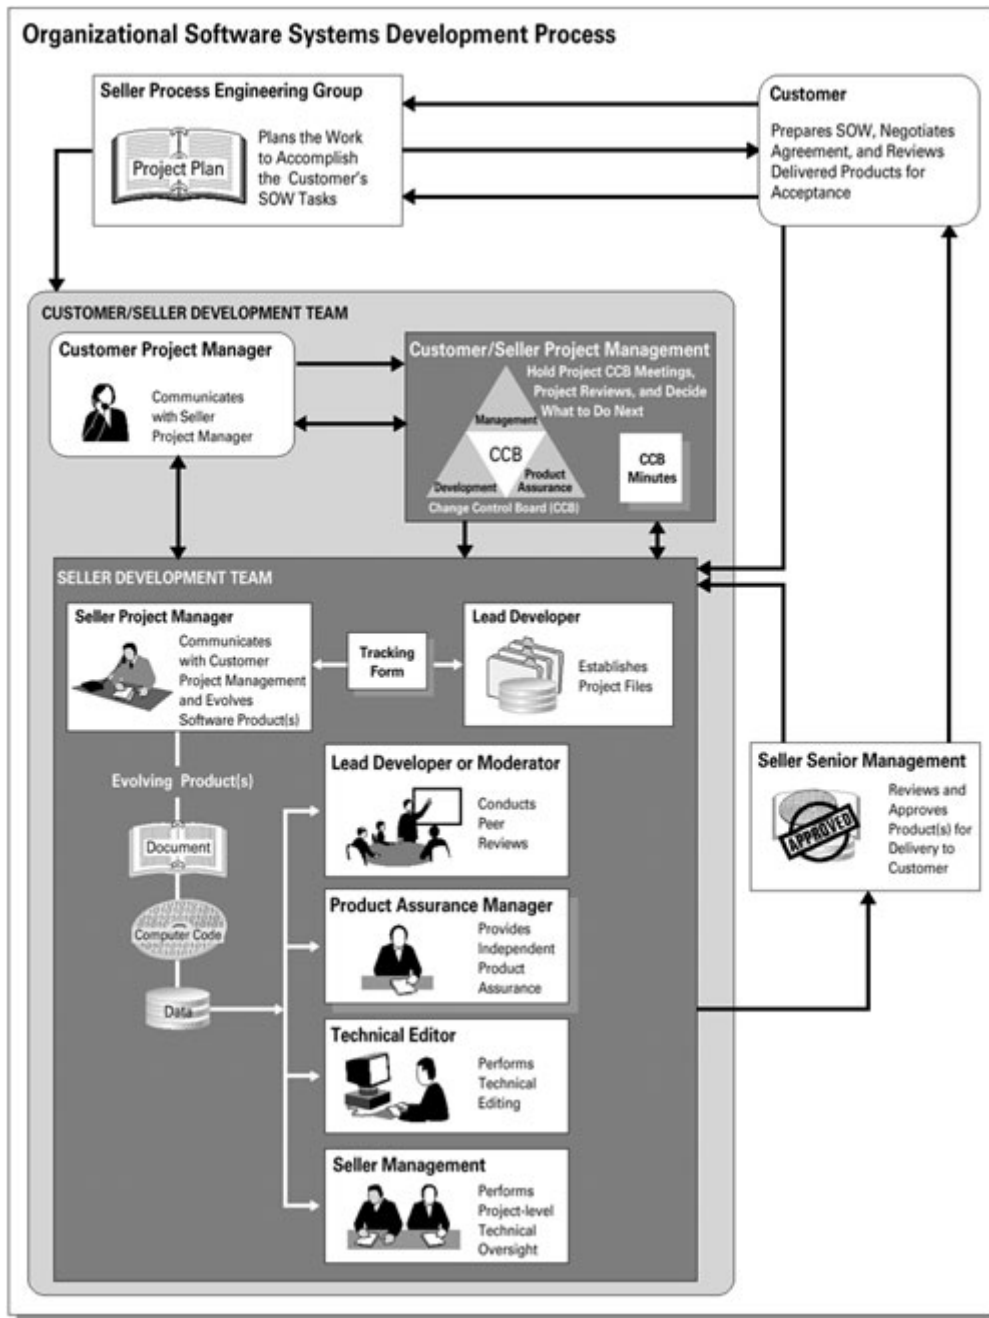 Organizational Software Systems Development Process
Seller Process Engineering Group
Project Plan
Plans the Work
to Accomplish
the Customer's
SOW Tasks
Customer
Prepares SOW, Negotiates
Agreement, and Reviews
Delivered Products for
Acceptance
CUSTOMER/SELLER DEVELOPMENT TEAM
Customer Project Manager
Communicates
with Seller
Project Manager
Customer/Seller Project Management
Hold Project CCB Meetings,
Project Reviews, and Decide
What to Do Next
Management
CCB
Development
Product
Assurance
Change Control Board (CCB)
CCB
Minutes
SELLER DEVELOPMENT TEAM
Seller Project Manager
Communicates
with Customer
Project Management
and Evolves
Software Product(s)
Tracking
Form
Lead Developer
Establishes
Project Files
Evolving Product(s)
Document
Computer Code
Data
Lead Developer or Moderator
Conducts
Peer
Reviews
Product Assurance Manager
Provides
Independent
Product
Assurance
Technical Editor
Performs
Technical
Editing
Seller Management
Performs
Project-level
Technical
Oversight
Seller Senior Management
APPROVED
Reviews and
Approves
Product(s) for
Delivery to
Customer